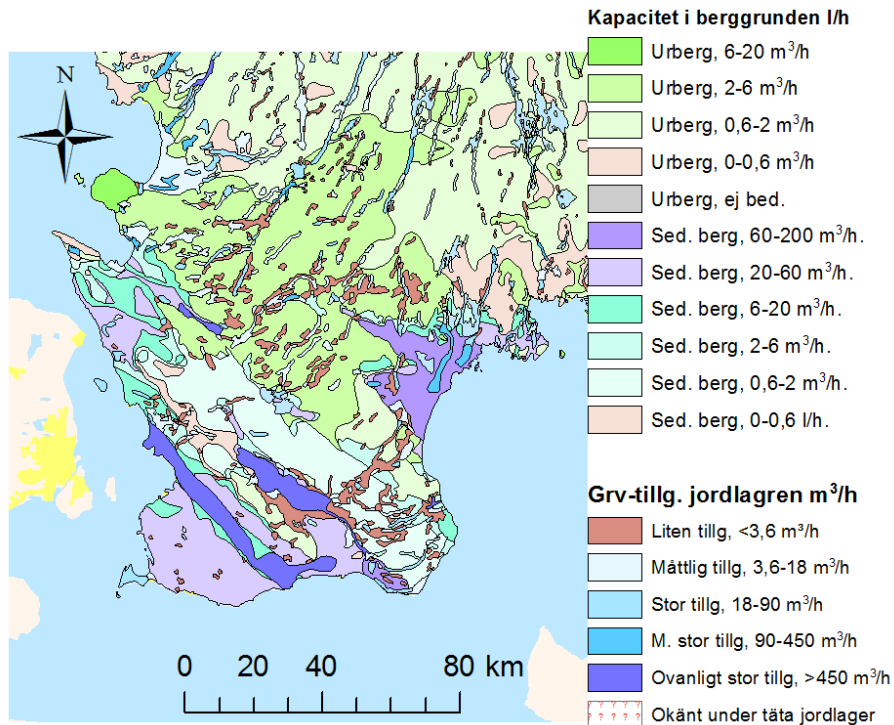 Kapacitet i berggrunden l/h
Urberg, 6-20 m³/h
Urberg, 2-6 m³/h
Urberg, 0,6-2 m³/h
Urberg, 0-0,6 m³/h
Urberg, ej bed.
Sed. berg, 60-200 m³/h.
Sed. berg, 20-60 m³/h.
Sed. berg, 6-20 m³/h.
Sed. berg, 2-6 m³/h.
Sed. berg, 0,6-2 m³/h.
Sed. berg, 0-0,6 l/h.
Grv-tillg. jordlagren m³/h
Liten tillg, <3,6 m³/h
Måttlig tillg, 3,6-18 m³/h
Stor tillg, 18-90 m³/h
M. stor tillg, 90-450 m³/h
Ovanligt stor tillg, >450 m³/h
Okänt under täta jordlager
N
0 20 40 80 km